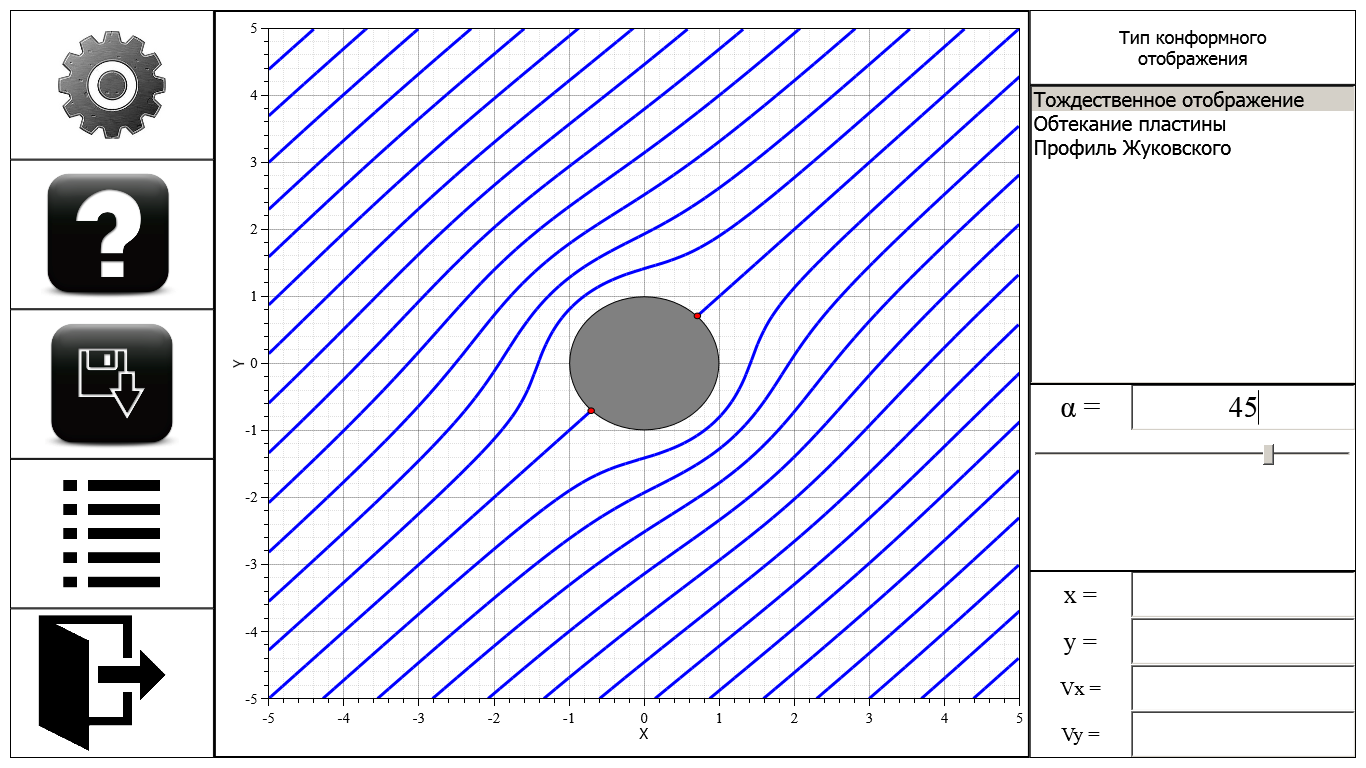 5
4
3
2
1
Y 0
-1
-2
-3
-4
-5
-5 -4 -3 -2 -1 0 1 2 3 4 5
X
Тип конформного
отображения
Тождественное отображение
Обтекание пластины
Профиль Жуковского
α = 45
x =
y =
Vx =
Vy =